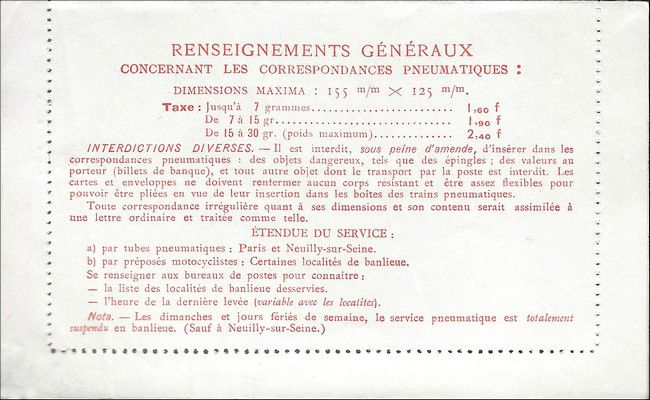 RENSEIGNEMENTS GÉNÉRAUX
CONCERNANT LES CORRESPONDANCES PNEUMATIQUES :
DIMENSIONS MAXIMA : 155 m/m × 125 m/m.
Taxe : Jusqu'à 7 grammes........................ 1,60 f
De 7 à 15 gr.............................. 1,90 f
De 15 à 30 gr. (poids maximum)............. 2,40 f
INTERDICTIONS DIVERSES. — Il est interdit, sous peine d'amende, d'insérer dans les
correspondances pneumatiques : des objets dangereux, tels que des épingles ; des valeurs au
porteur (billets de banque), et tout autre objet dont le transport par la poste est interdit. Les
cartes et enveloppes ne doivent renfermer aucun corps resistant et être assez flexibles pour
pouvoir être pliées en vue de leur insertion dans les boîtes des trains pneumatiques.
Toute correspondance irrégulière quant à ses dimensions et son contenu serait assimilée à
une lettre ordinaire et traitée comme telle.
ÉTENDUE DU SERVICE :
a) par tubes pneumatiques : Paris et Neuilly-sur-Seine.
b) par préposés motocyclistes : Certaines localités de banlieue.
Se renseigner aux bureaux de postes pour connaître :
— la liste des localités de banlieue desservies.
— l'heure de la dernière levée (variable avec les localites).
Nota. — Les dimanches et jours fériés de semaine, le service pneumatique est totalement
suspendu en banlieue. (Sauf à Neuilly-sur-Seine.)